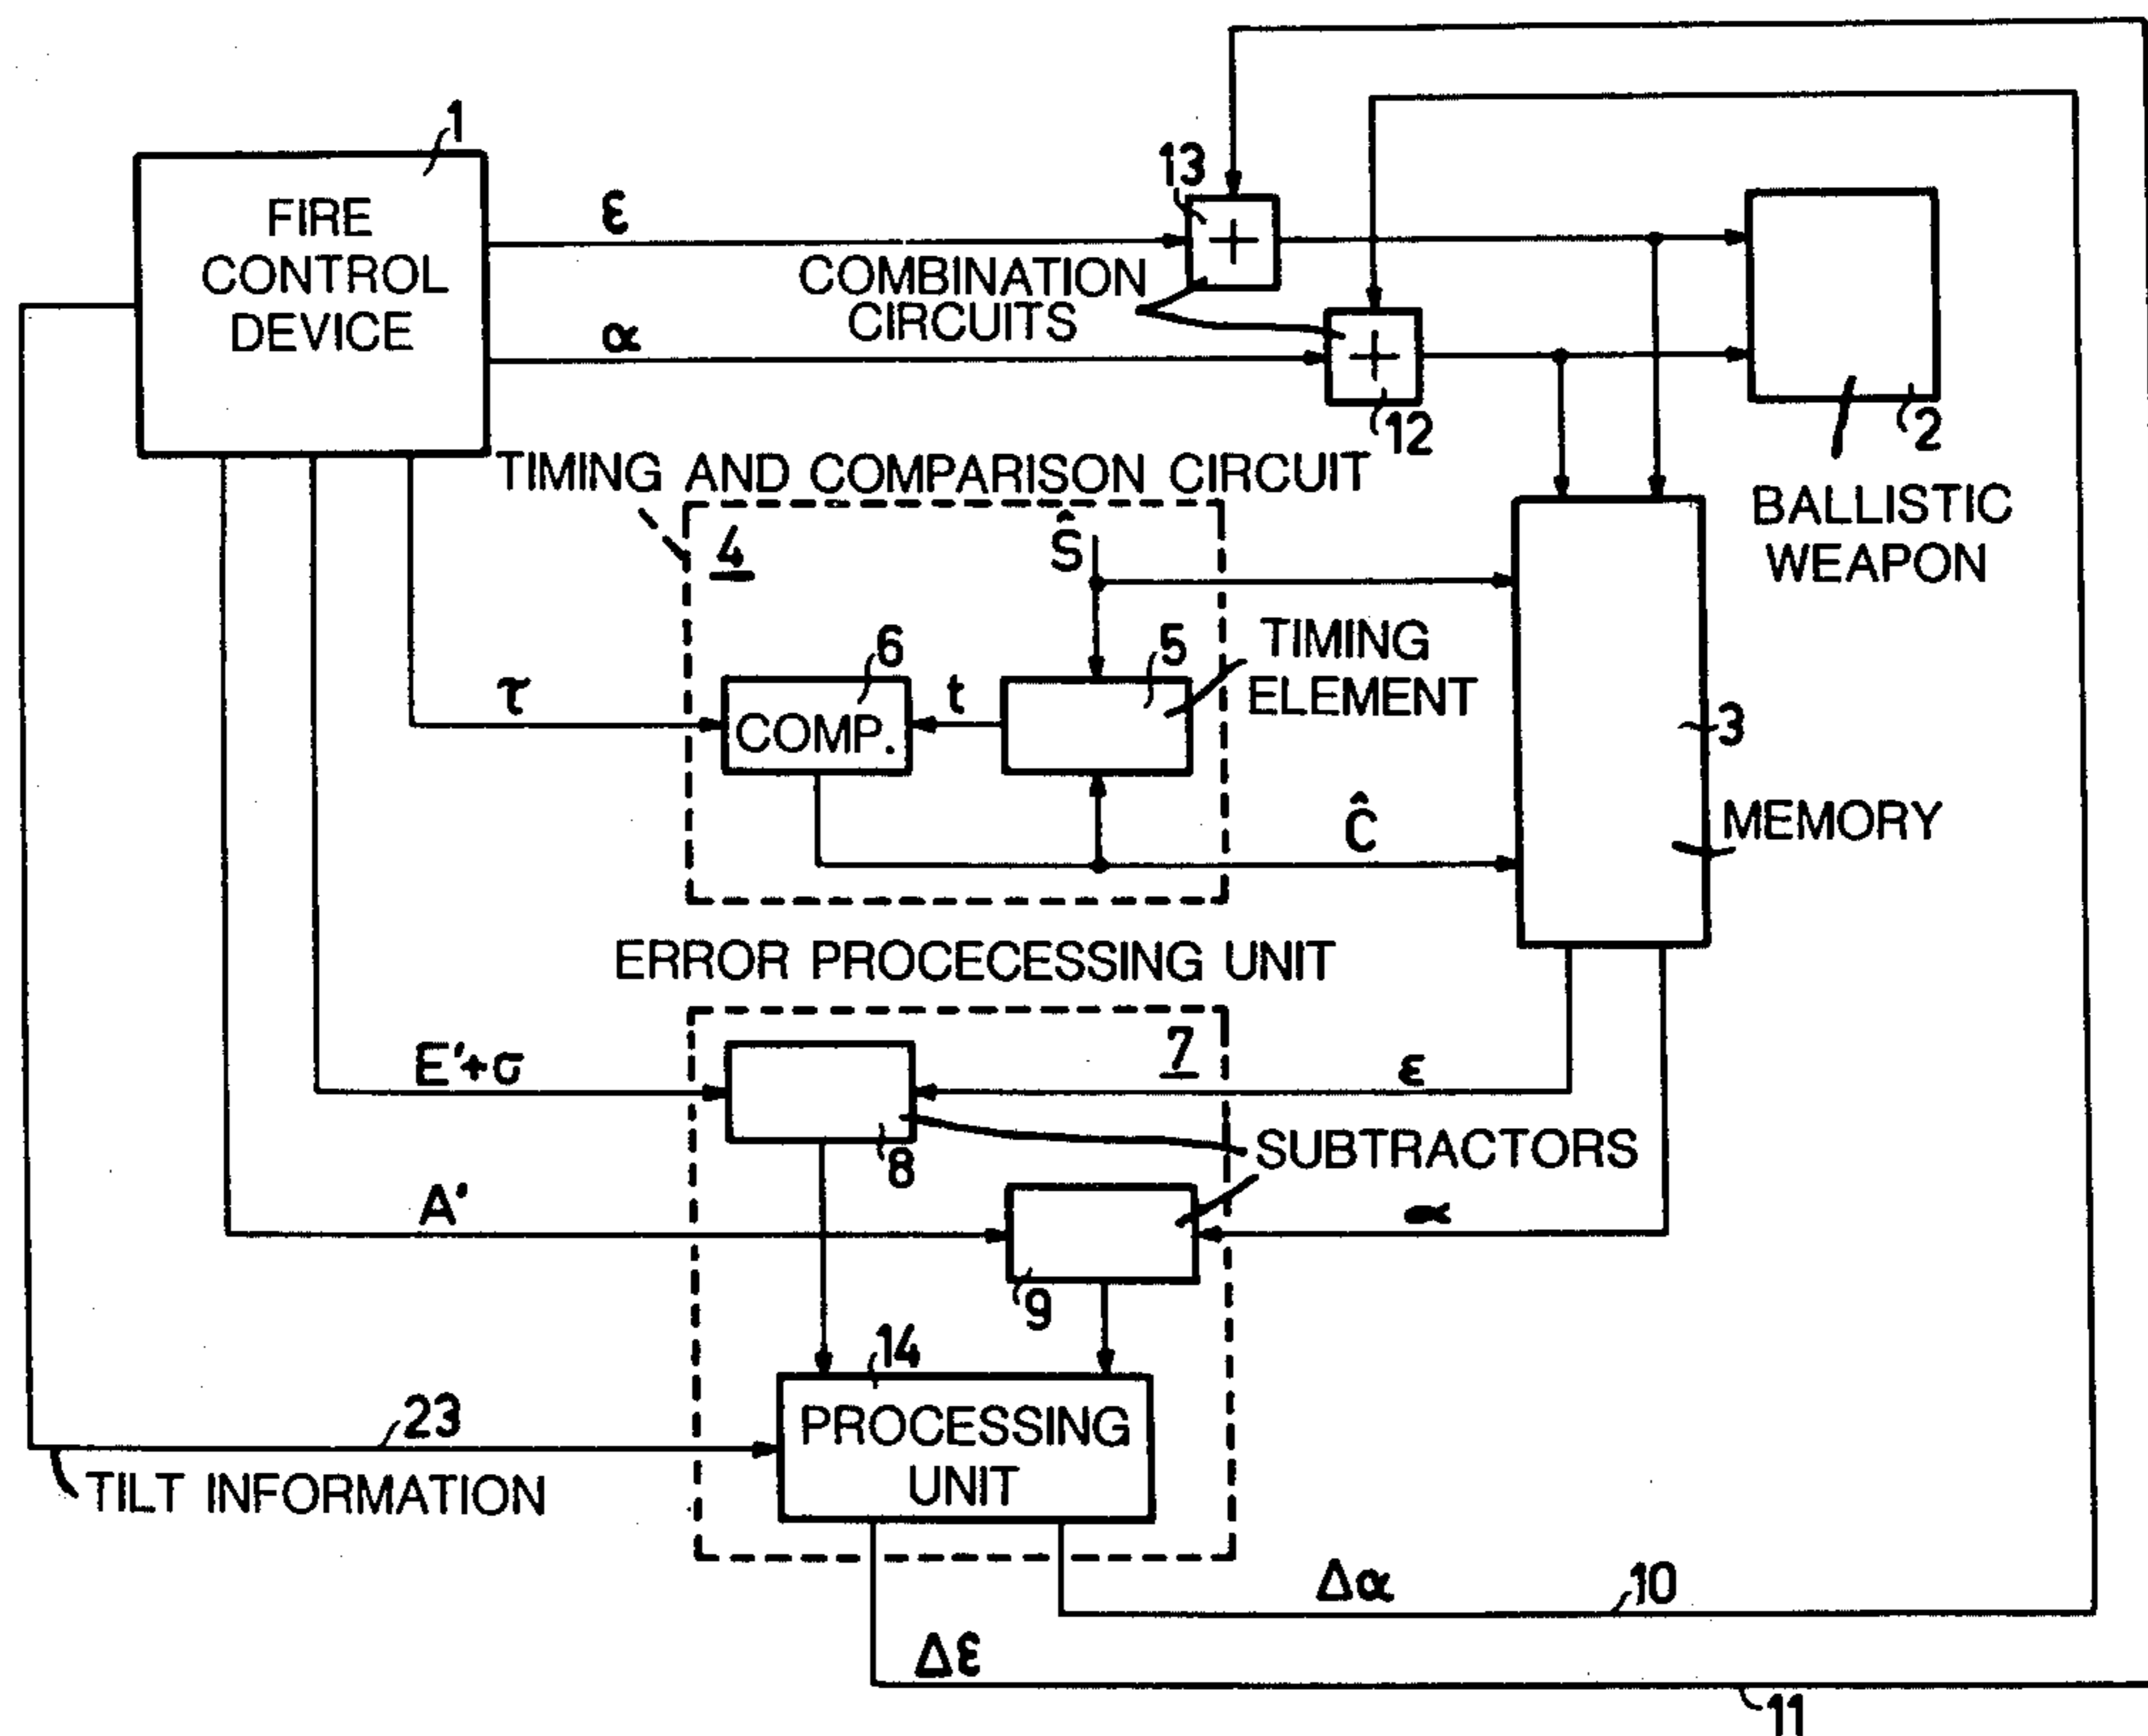 1
FIRE
CONTROL
DEVICE
ε
α
13
+
COMBINATION
CIRCUITS
+
12
2
BALLISTIC
WEAPON
TIMING AND COMPARISON CIRCUIT
4
Ŝ
6
COMP.
t
5
TIMING
ELEMENT
τ
Ĉ
3
MEMORY
ERROR PROCECESSING UNIT
7
E'+σ
ε
8
SUBTRACTORS
A'
α
9
14
PROCESSING
UNIT
23
TILT INFORMATION
Δα
10
Δε
11